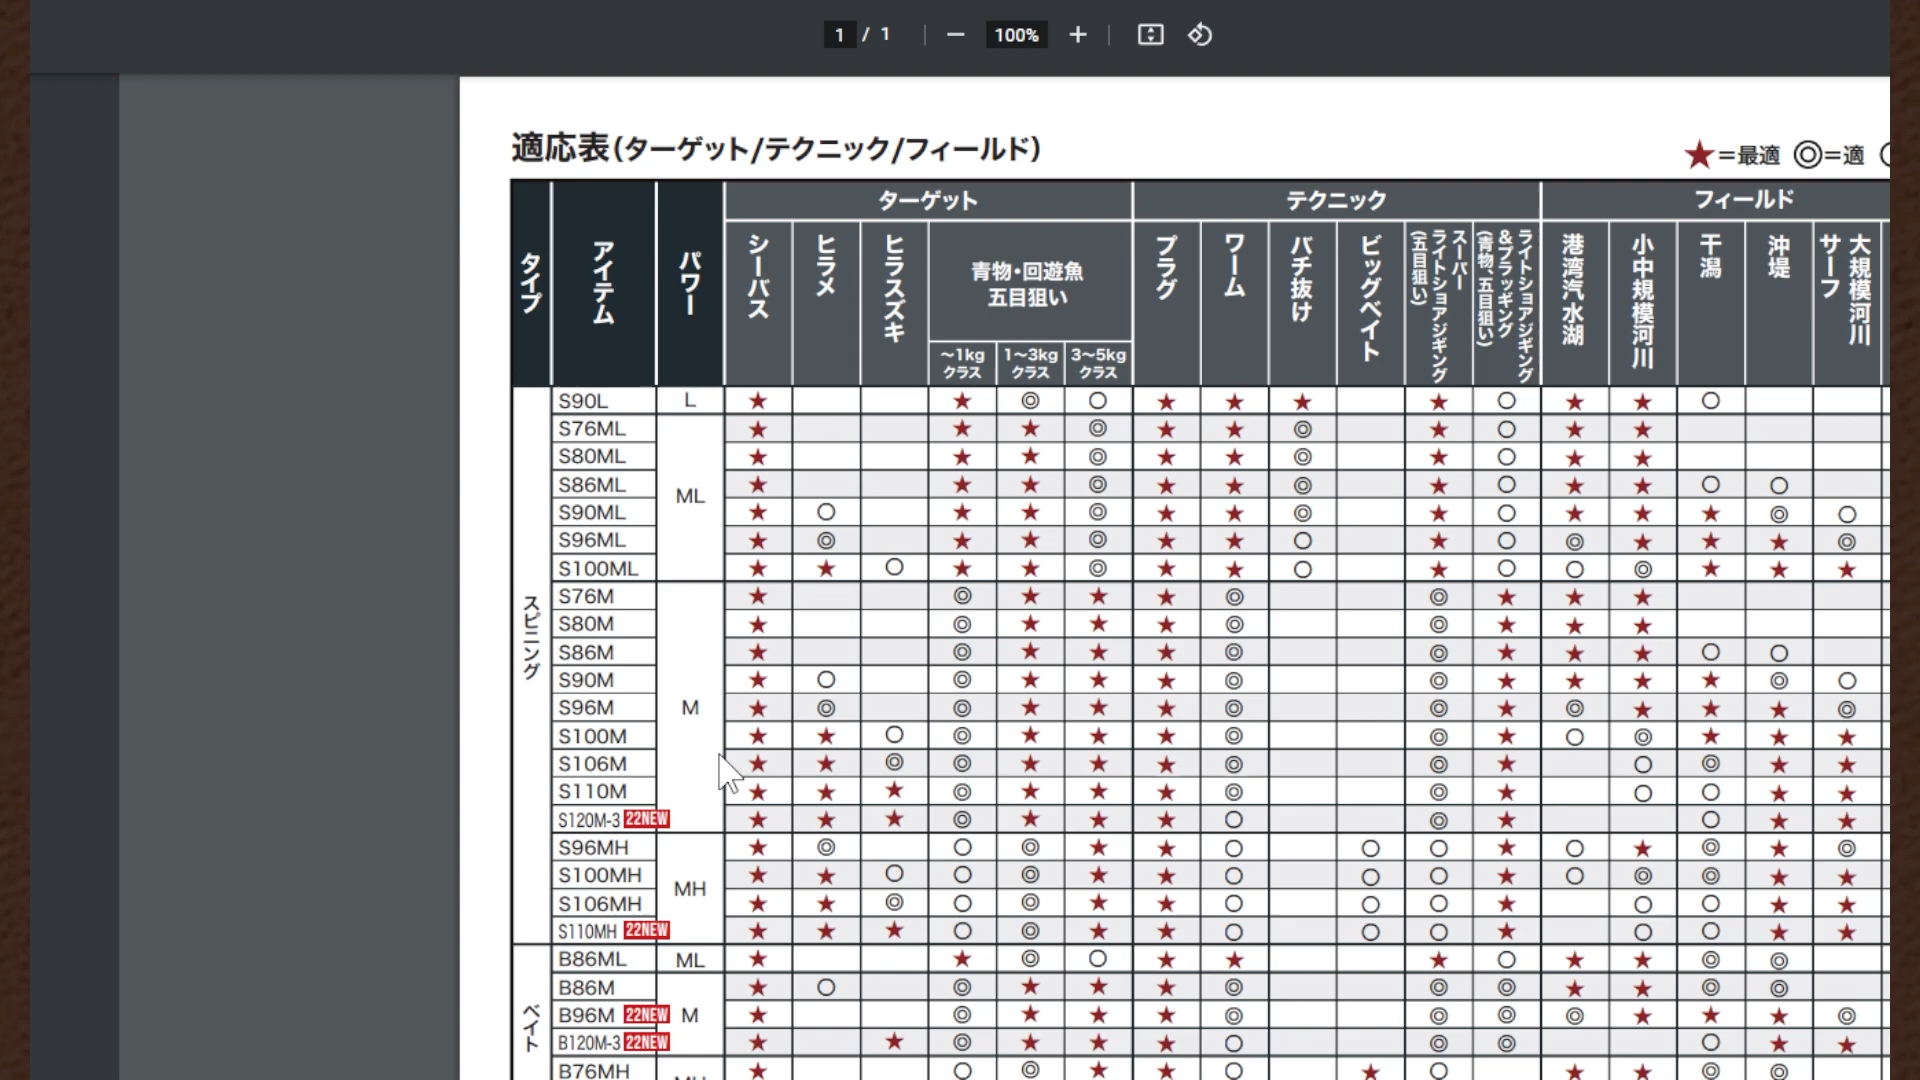 1 / 1
100%
適応表(ターゲット/テクニック/フィールド)
★=最適 ◎=適
タイプ アイテム パワー ターゲット テクニック フィールド
シーバス ヒラメ ヒラスズキ 青物・回遊魚 五目狙い プラグ ワーム バチ抜け ビッグベイト スーパーライトショアジギング(五目狙い) ライトショアジギング&プラッギング(青物、五目狙い) 港湾汽水湖 小中規模河川 干潟 沖堤 大規模河川サーフ
〜1kgクラス 1〜3kgクラス 3〜5kgクラス
スピニング
S90L L ★ ★ ◎ ○ ★ ★ ★ ★ ○ ★ ★ ○
S76ML ★ ★ ★ ◎ ★ ★ ◎ ★ ○ ★ ★
S80ML ★ ★ ★ ◎ ★ ★ ◎ ★ ○ ★ ★
S86ML ML ★ ★ ★ ◎ ★ ★ ◎ ★ ○ ★ ★ ○ ○
S90ML ★ ○ ★ ★ ◎ ★ ★ ◎ ★ ○ ★ ★ ★ ◎ ○
S96ML ★ ◎ ★ ★ ◎ ★ ★ ○ ★ ○ ◎ ★ ★ ★ ◎
S100ML ★ ★ ○ ★ ★ ◎ ★ ★ ○ ★ ○ ○ ◎ ★ ★ ★
S76M ★ ◎ ★ ★ ★ ◎ ◎ ★ ★ ★
S80M ★ ◎ ★ ★ ★ ◎ ◎ ★ ★ ★
S86M ★ ◎ ★ ★ ★ ◎ ◎ ★ ★ ★ ○ ○
S90M ★ ○ ◎ ★ ★ ★ ◎ ◎ ★ ★ ★ ★ ◎ ○
S96M M ★ ◎ ◎ ★ ★ ★ ◎ ◎ ★ ◎ ★ ★ ★ ◎
S100M ★ ★ ○ ◎ ★ ★ ★ ◎ ◎ ★ ○ ◎ ★ ★ ★
S106M ★ ★ ◎ ◎ ★ ★ ★ ◎ ◎ ★ ○ ◎ ★ ★
S110M ★ ★ ★ ◎ ★ ★ ★ ◎ ◎ ★ ○ ○ ★ ★
S120M-3 22NEW ★ ★ ★ ◎ ★ ★ ★ ○ ◎ ★ ○ ★ ★
S96MH ★ ◎ ○ ◎ ★ ★ ○ ○ ○ ★ ○ ★ ◎ ★ ◎
S100MH MH ★ ★ ○ ○ ◎ ★ ★ ○ ○ ○ ★ ○ ◎ ◎ ★ ★
S106MH ★ ★ ◎ ○ ◎ ★ ★ ○ ○ ○ ★ ○ ○ ★ ★
S110MH 22NEW ★ ★ ★ ○ ◎ ★ ★ ○ ○ ○ ★ ○ ○ ★ ★
ベイト
B86ML ML ★ ★ ◎ ○ ★ ★ ★ ○ ★ ★ ◎ ◎
B86M ★ ○ ◎ ★ ★ ★ ◎ ◎ ◎ ★ ★ ◎ ◎
B96M 22NEW M ★ ◎ ★ ★ ★ ◎ ◎ ◎ ◎ ★ ★ ★ ◎
B120M-3 22NEW ★ ★ ◎ ★ ★ ★ ○ ◎ ◎ ○ ★ ★
B76MH ★ ○ ◎ ★ ★ ○ ★ ○ ★ ★ ◎ ◎